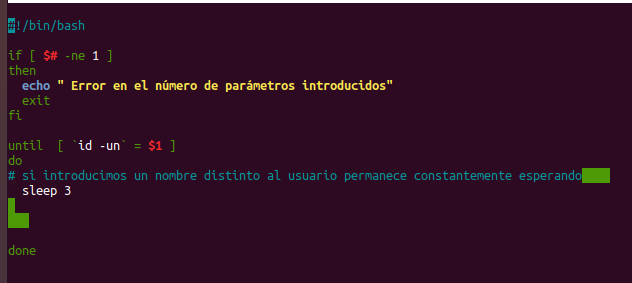 #!/bin/bash
if [ $# -ne 1 ]
then
echo " Error en el número de parámetros introducidos"
exit
fi
until  [ `id -un` = $1 ]
do
# si introducimos un nombre distinto al usuario permanece constantemente esperando
sleep 3
done